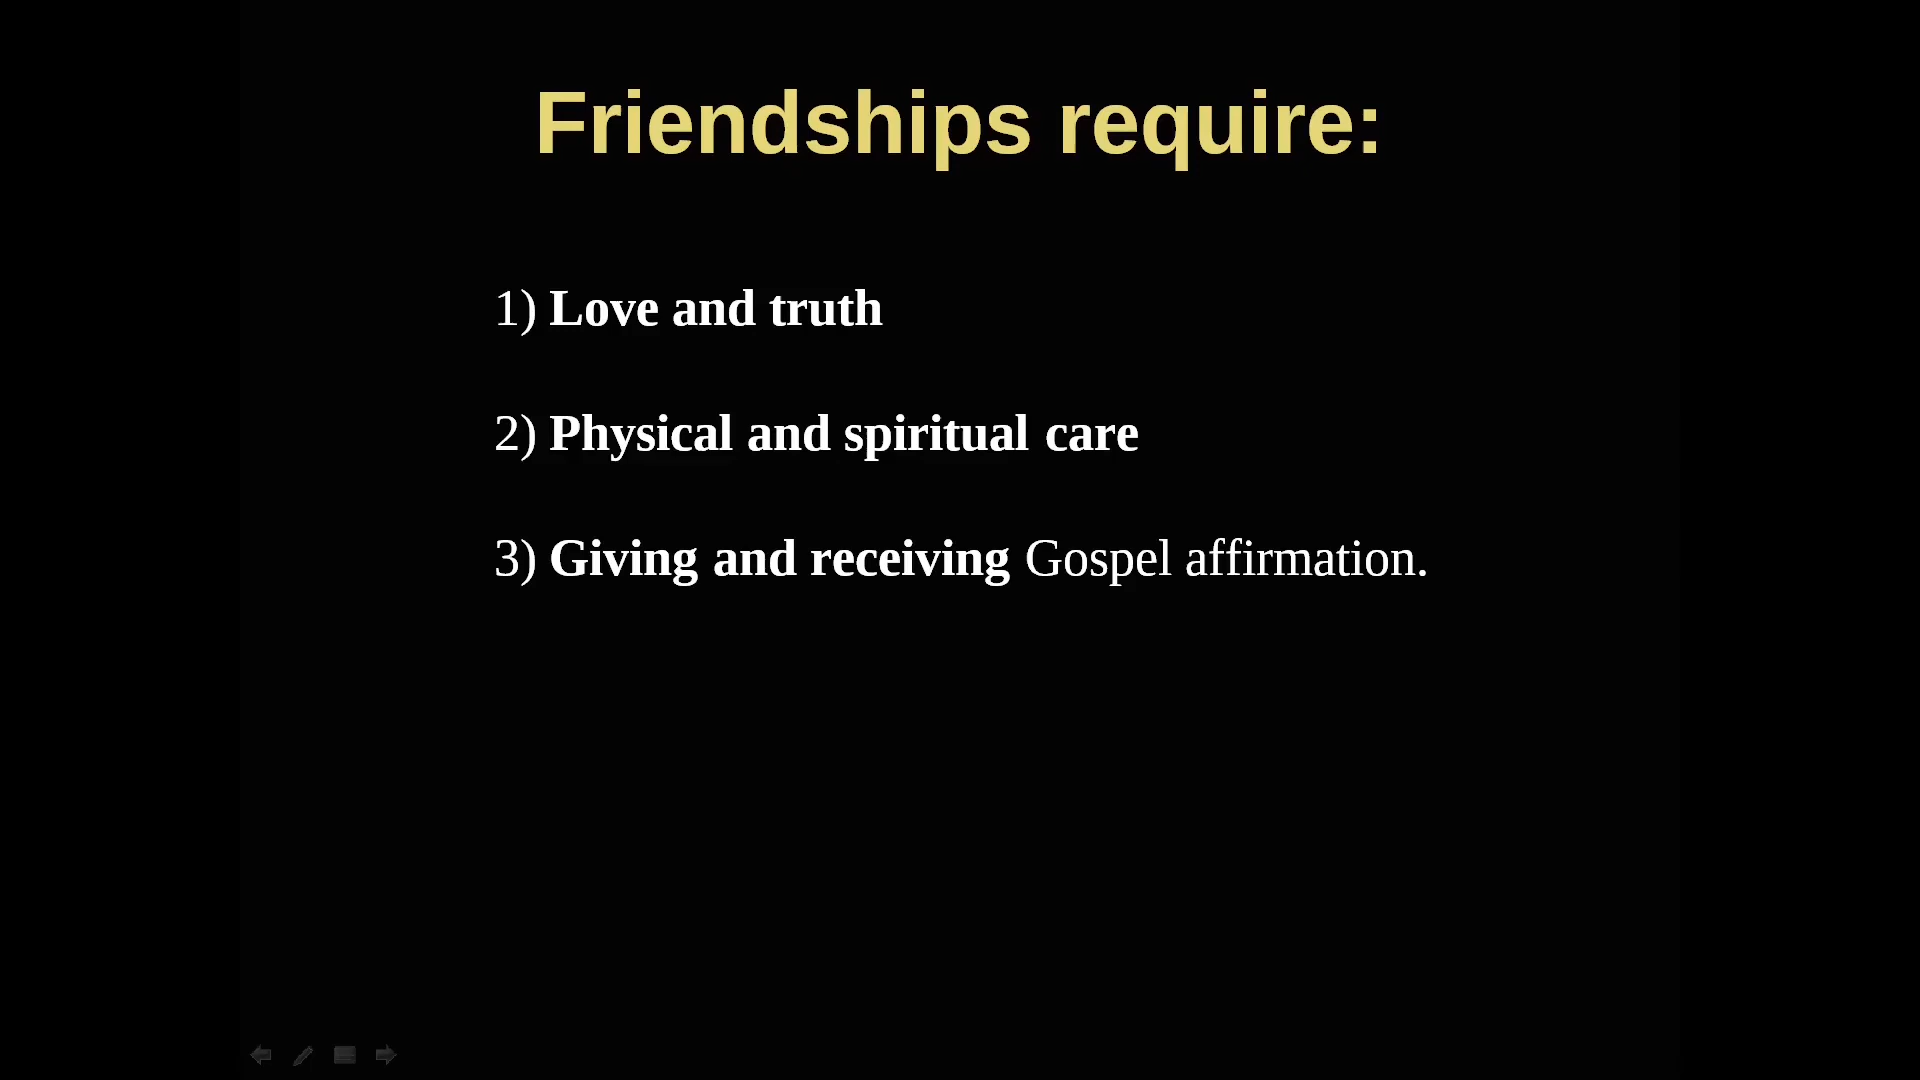 Friendships require:
1) Love and truth
2) Physical and spiritual care
3) Giving and receiving Gospel affirmation.